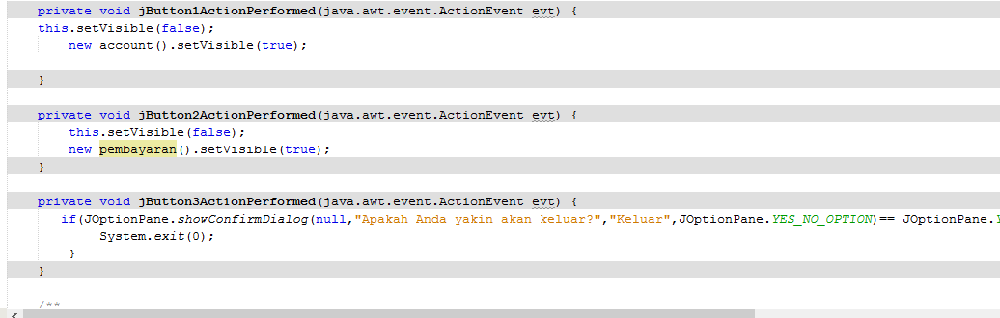 private void jButton1ActionPerformed(java.awt.event.ActionEvent evt) {
this.setVisible(false);
new account().setVisible(true);
}
private void jButton2ActionPerformed(java.awt.event.ActionEvent evt) {
this.setVisible(false);
new pembayaran().setVisible(true);
}
private void jButton3ActionPerformed(java.awt.event.ActionEvent evt) {
if(JOptionPane.showConfirmDialog(null,"Apakah Anda yakin akan keluar?","Keluar",JOptionPane.YES_NO_OPTION)== JOptionPane.
System.exit(0);
}
}
/**